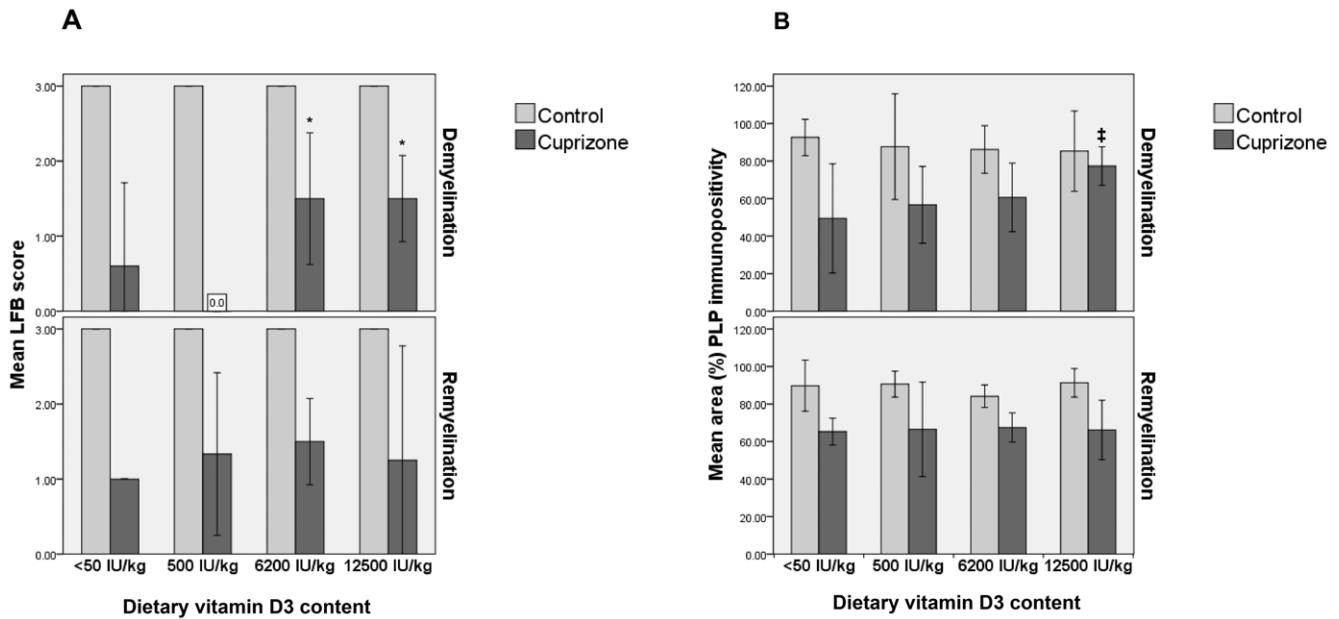 A
Mean LFB score
3.00
2.00
1.00
0.00
*
*
0.0
Demyelination
3.00
2.00
1.00
0.00
Remyelination
<50 IU/kg 500 IU/kg 6200 IU/kg 12500 IU/kg
Dietary vitamin D3 content
Control
Cuprizone
B
Mean area (%) PLP immunopositivity
120.00
100.00
80.00
60.00
40.00
20.00
0.00
‡
Demyelination
120.00
100.00
80.00
60.00
40.00
20.00
0.00
Remyelination
<50 IU/kg 500 IU/kg 6200 IU/kg 12500 IU/kg
Dietary vitamin D3 content
Control
Cuprizone